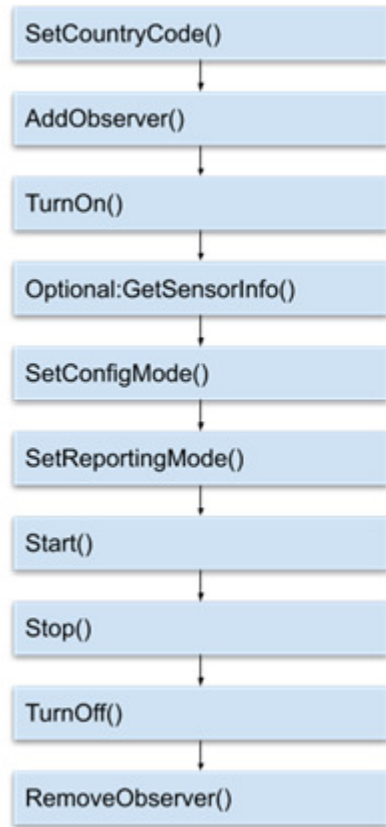 SetCountryCode()
AddObserver()
TurnOn()
Optional:GetSensorInfo()
SetConfigMode()
SetReportingMode()
Start()
Stop()
TurnOff()
RemoveObserver()